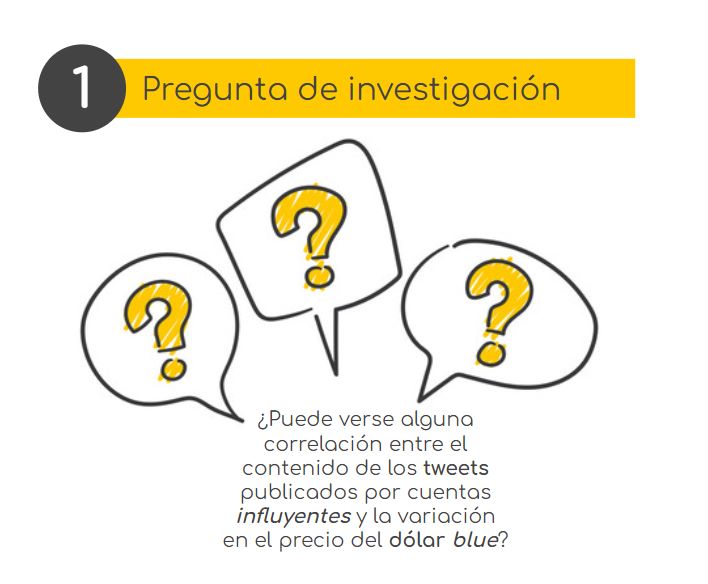 1 Pregunta de investigación
¿Puede verse alguna
correlación entre el
contenido de los tweets
publicados por cuentas
influyentes y la variación
en el precio del dólar blue?